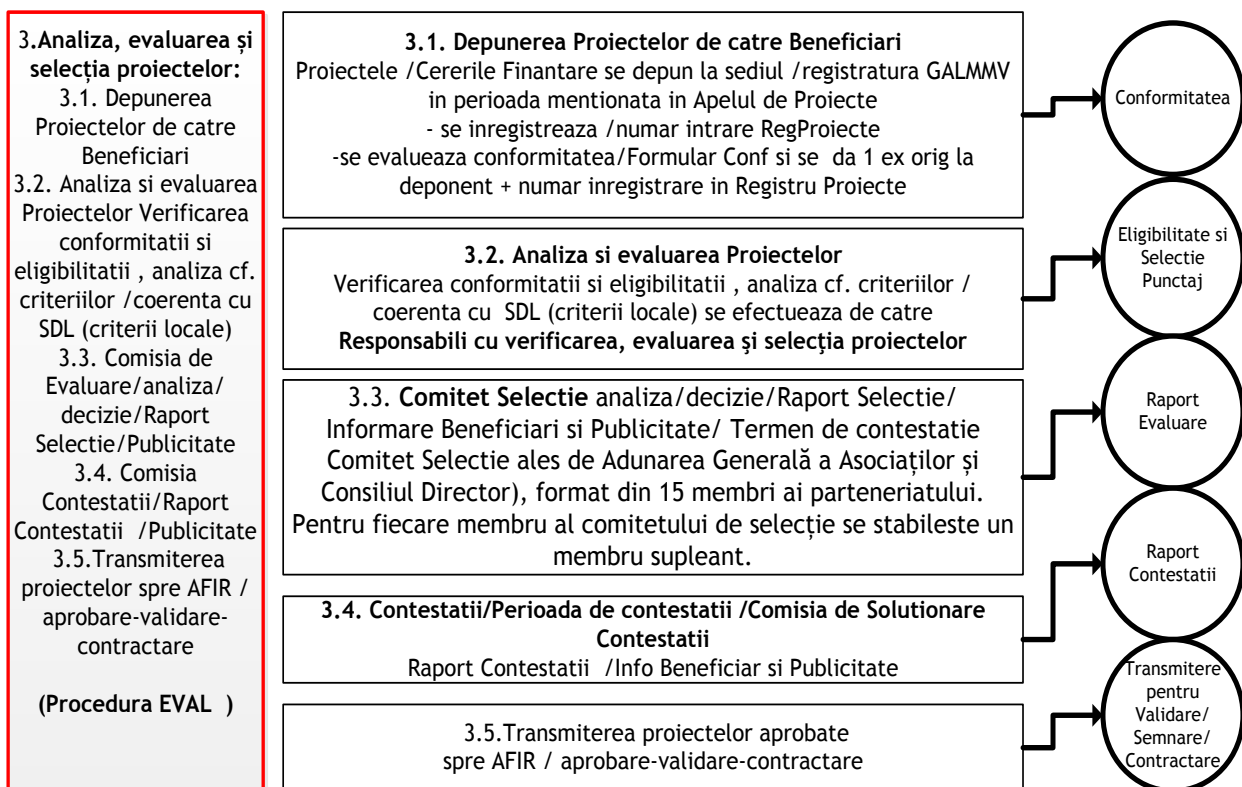 3.Analiza, evaluarea și
selecția proiectelor:
3.1. Depunerea
Proiectelor de catre
Beneficiari
3.2. Analiza si evaluarea
Proiectelor Verificarea
conformitatii si
eligibilitatii , analiza cf.
criteriilor /coerenta cu
SDL (criterii locale)
3.3. Comisia de
Evaluare/analiza/
decizie/Raport
Selectie/Publicitate
3.4. Comisia
Contestatii/Raport
Contestatii /Publicitate
3.5.Transmiterea
proiectelor spre AFIR /
aprobare-validare-
contractare
(Procedura EVAL )
3.1. Depunerea Proiectelor de catre Beneficiari
Proiectele /Cererile Finantare se depun la sediul /registratura GALMMV
in perioada mentionata in Apelul de Proiecte
- se inregistreaza /numar intrare RegProiecte
-se evalueaza conformitatea/Formular Conf si se da 1 ex orig la
deponent + numar inregistrare in Registru Proiecte
Conformitatea
3.2. Analiza si evaluarea Proiectelor
Verificarea conformitatii si eligibilitatii , analiza cf. criteriilor /
coerenta cu SDL (criterii locale) se efectueaza de catre
Responsabili cu verificarea, evaluarea și selecția proiectelor
Eligibilitate si
Selectie
Punctaj
3.3. Comitet Selectie analiza/decizie/Raport Selectie/
Informare Beneficiari si Publicitate/ Termen de contestatie
Comitet Selectie ales de Adunarea Generală a Asociaților și
Consiliul Director), format din 15 membri ai parteneriatului.
Pentru fiecare membru al comitetului de selecție se stabileste un
membru supleant.
Raport
Evaluare
3.4. Contestatii/Perioada de contestatii /Comisia de Solutionare
Contestatii
Raport Contestatii /Info Beneficiar si Publicitate
Raport
Contestatii
3.5.Transmiterea proiectelor aprobate
spre AFIR / aprobare-validare-contractare
Transmitere
pentru
Validare/
Semnare/
Contractare